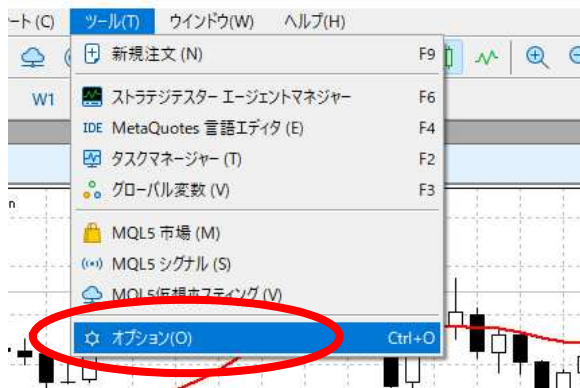 ート(C) ツール(T) ウインドウ(W) ヘルプ(H)
新規注文 (N) F9
W1
ストラテジテスター エージェントマネジャー F6
IDE MetaQuotes 言語エディタ (E) F4
タスクマネージャー (T) F2
グローバル変数 (V) F3
n
MQL5 市場 (M)
MQL5 シグナル (S)
MQL5仮想ホスティング (V)
オプション(O) Ctrl+O